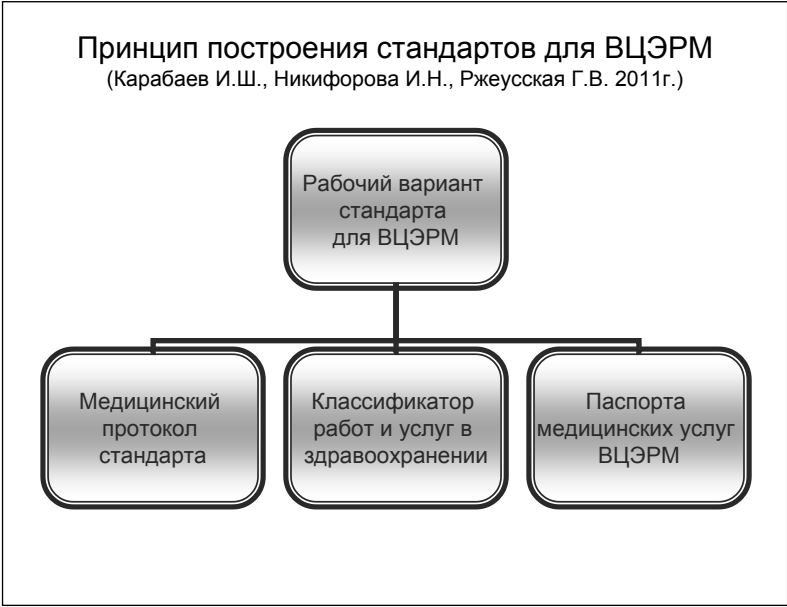 Принцип построения стандартов для ВЦЭРМ
(Карабаев И.Ш., Никифорова И.Н., Ржеусская Г.В. 2011г.)
Рабочий вариант
стандарта
для ВЦЭРМ
Медицинский
протокол
стандарта
Классификатор
работ и услуг в
здравоохранении
Паспорта
медицинских услуг
ВЦЭРМ